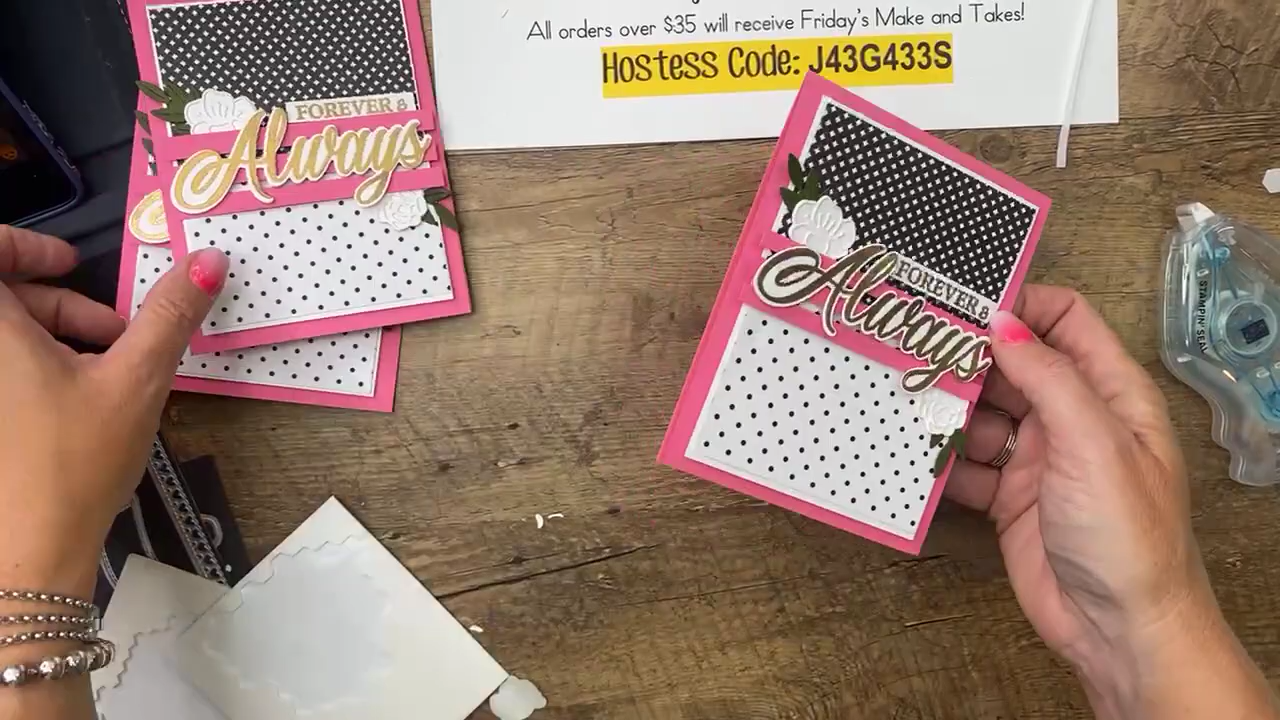 All orders over $35 will receive Friday's Make and Takes!
Hostess Code: J43G433S
FOREVER &
Always
FOREVER &
Always
STAMPIN' SEAL